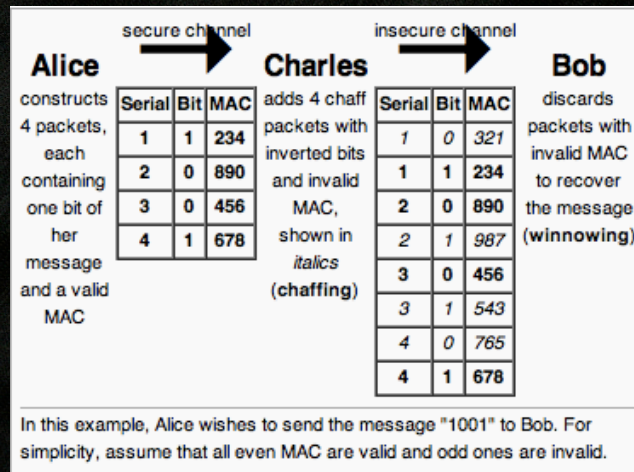 secure channel
insecure channel
Alice
Charles
Bob
constructs
4 packets,
each
containing
one bit of
her
message
and a valid
MAC
Serial Bit MAC
1 1 234
2 0 890
3 0 456
4 1 678
adds 4 chaff
packets with
inverted bits
and invalid
MAC,
shown in
italics
(chaffing)
Serial Bit MAC
1 0 321
1 1 234
2 0 890
2 1 987
3 0 456
3 1 543
4 0 765
4 1 678
discards
packets with
invalid MAC
to recover
the message
(winnowing)
In this example, Alice wishes to send the message "1001" to Bob. For
simplicity, assume that all even MAC are valid and odd ones are invalid.